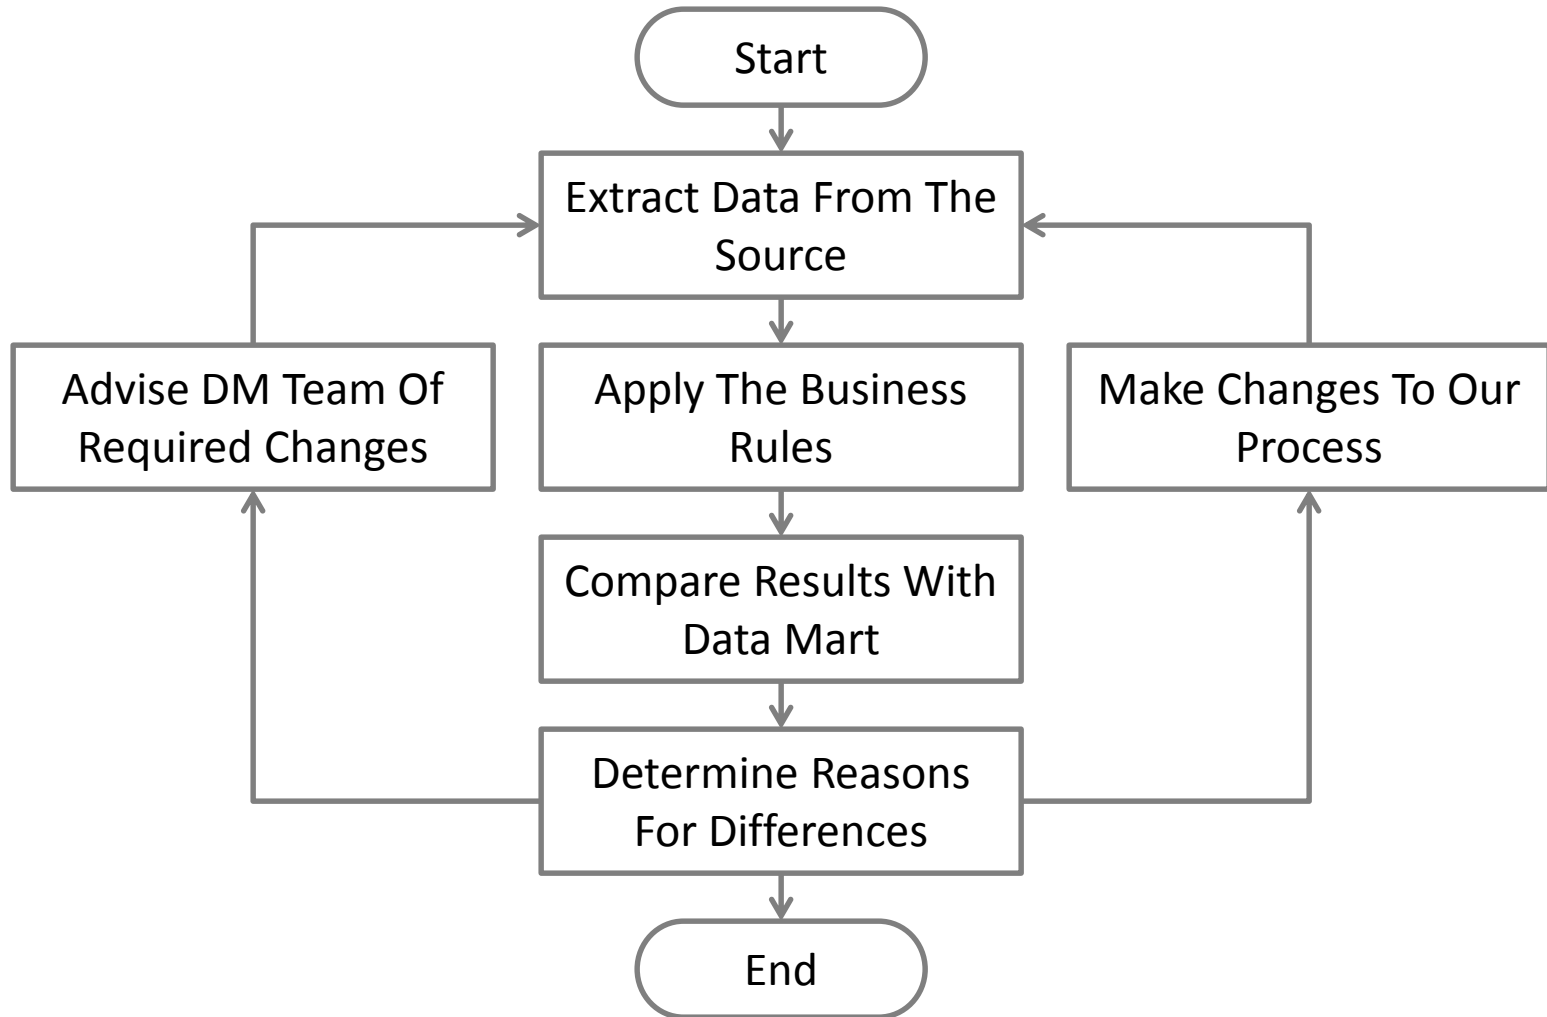 Start
Extract Data From The
Source
Advise DM Team Of
Required Changes
Apply The Business
Rules
Make Changes To Our
Process
Compare Results With
Data Mart
Determine Reasons
For Differences
End